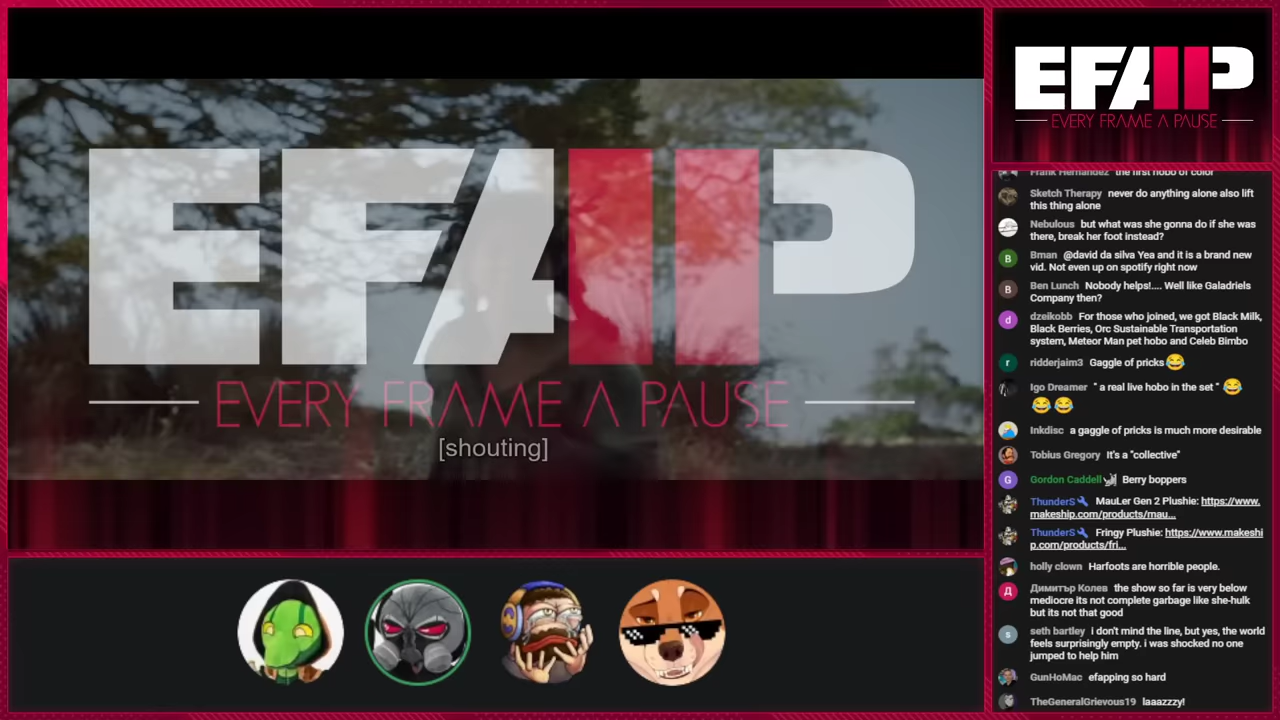 EFAP
EVERY FRAME A PAUSE
[shouting]
EFAP
EVERY FRAME A PAUSE
Frank Hernandez the first hobo of color
Sketch Therapy never do anything alone also lift
this thing alone
Nebulous but what was she gonna do if she was
there, break her foot instead?
Bman @david da silva Yea and it is a brand new
vid. Not even up on spotify right now
Ben Lunch Nobody helps!.... Well like Galadriels
Company then?
dzeikobb For those who joined, we got Black Milk,
Black Berries, Orc Sustainable Transportation
system, Meteor Man pet hobo and Celeb Bimbo
ridderjaim3 Gaggle of pricks😂
Igo Dreamer " a real live hobo in the set " 😂
😂😂
Inkdisc a gaggle of pricks is much more desirable
Tobius Gregory It's a "collective"
Gordon Caddell Berry boppers
ThunderS🔧 MauLer Gen 2 Plushie: https://www.
makeship.com/products/mau...
ThunderS🔧 Fringy Plushie: https://www.makeshi
p.com/products/fri...
holly clown Harfoots are horrible people.
Димитър Колев the show so far is very below
mediocre its not complete garbage like she-hulk
but its not that good
seth bartley i don't mind the line, but yes, the world
feels surprisingly empty. i was shocked no one
jumped to help him
GunHoMac efapping so hard
TheGeneralGrievous19 laaazzzy!
B
B
d
r
G
Д
s